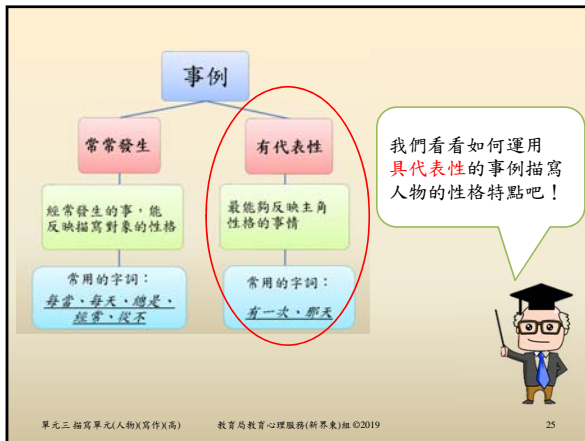 事例
常常發生
有代表性
經常發生的事，能
反映描寫對象的性格
最能夠反映主角
性格的事情
常用的字詞：
每當、每天、總是、
經常、從不
常用的字詞：
有一次、那天
我們看看如何運用
具代表性的事例描寫
人物的性格特點吧！
單元三 描寫單元(人物)(寫作)(高)
教育局教育心理服務(新界東)組 ©2019
25